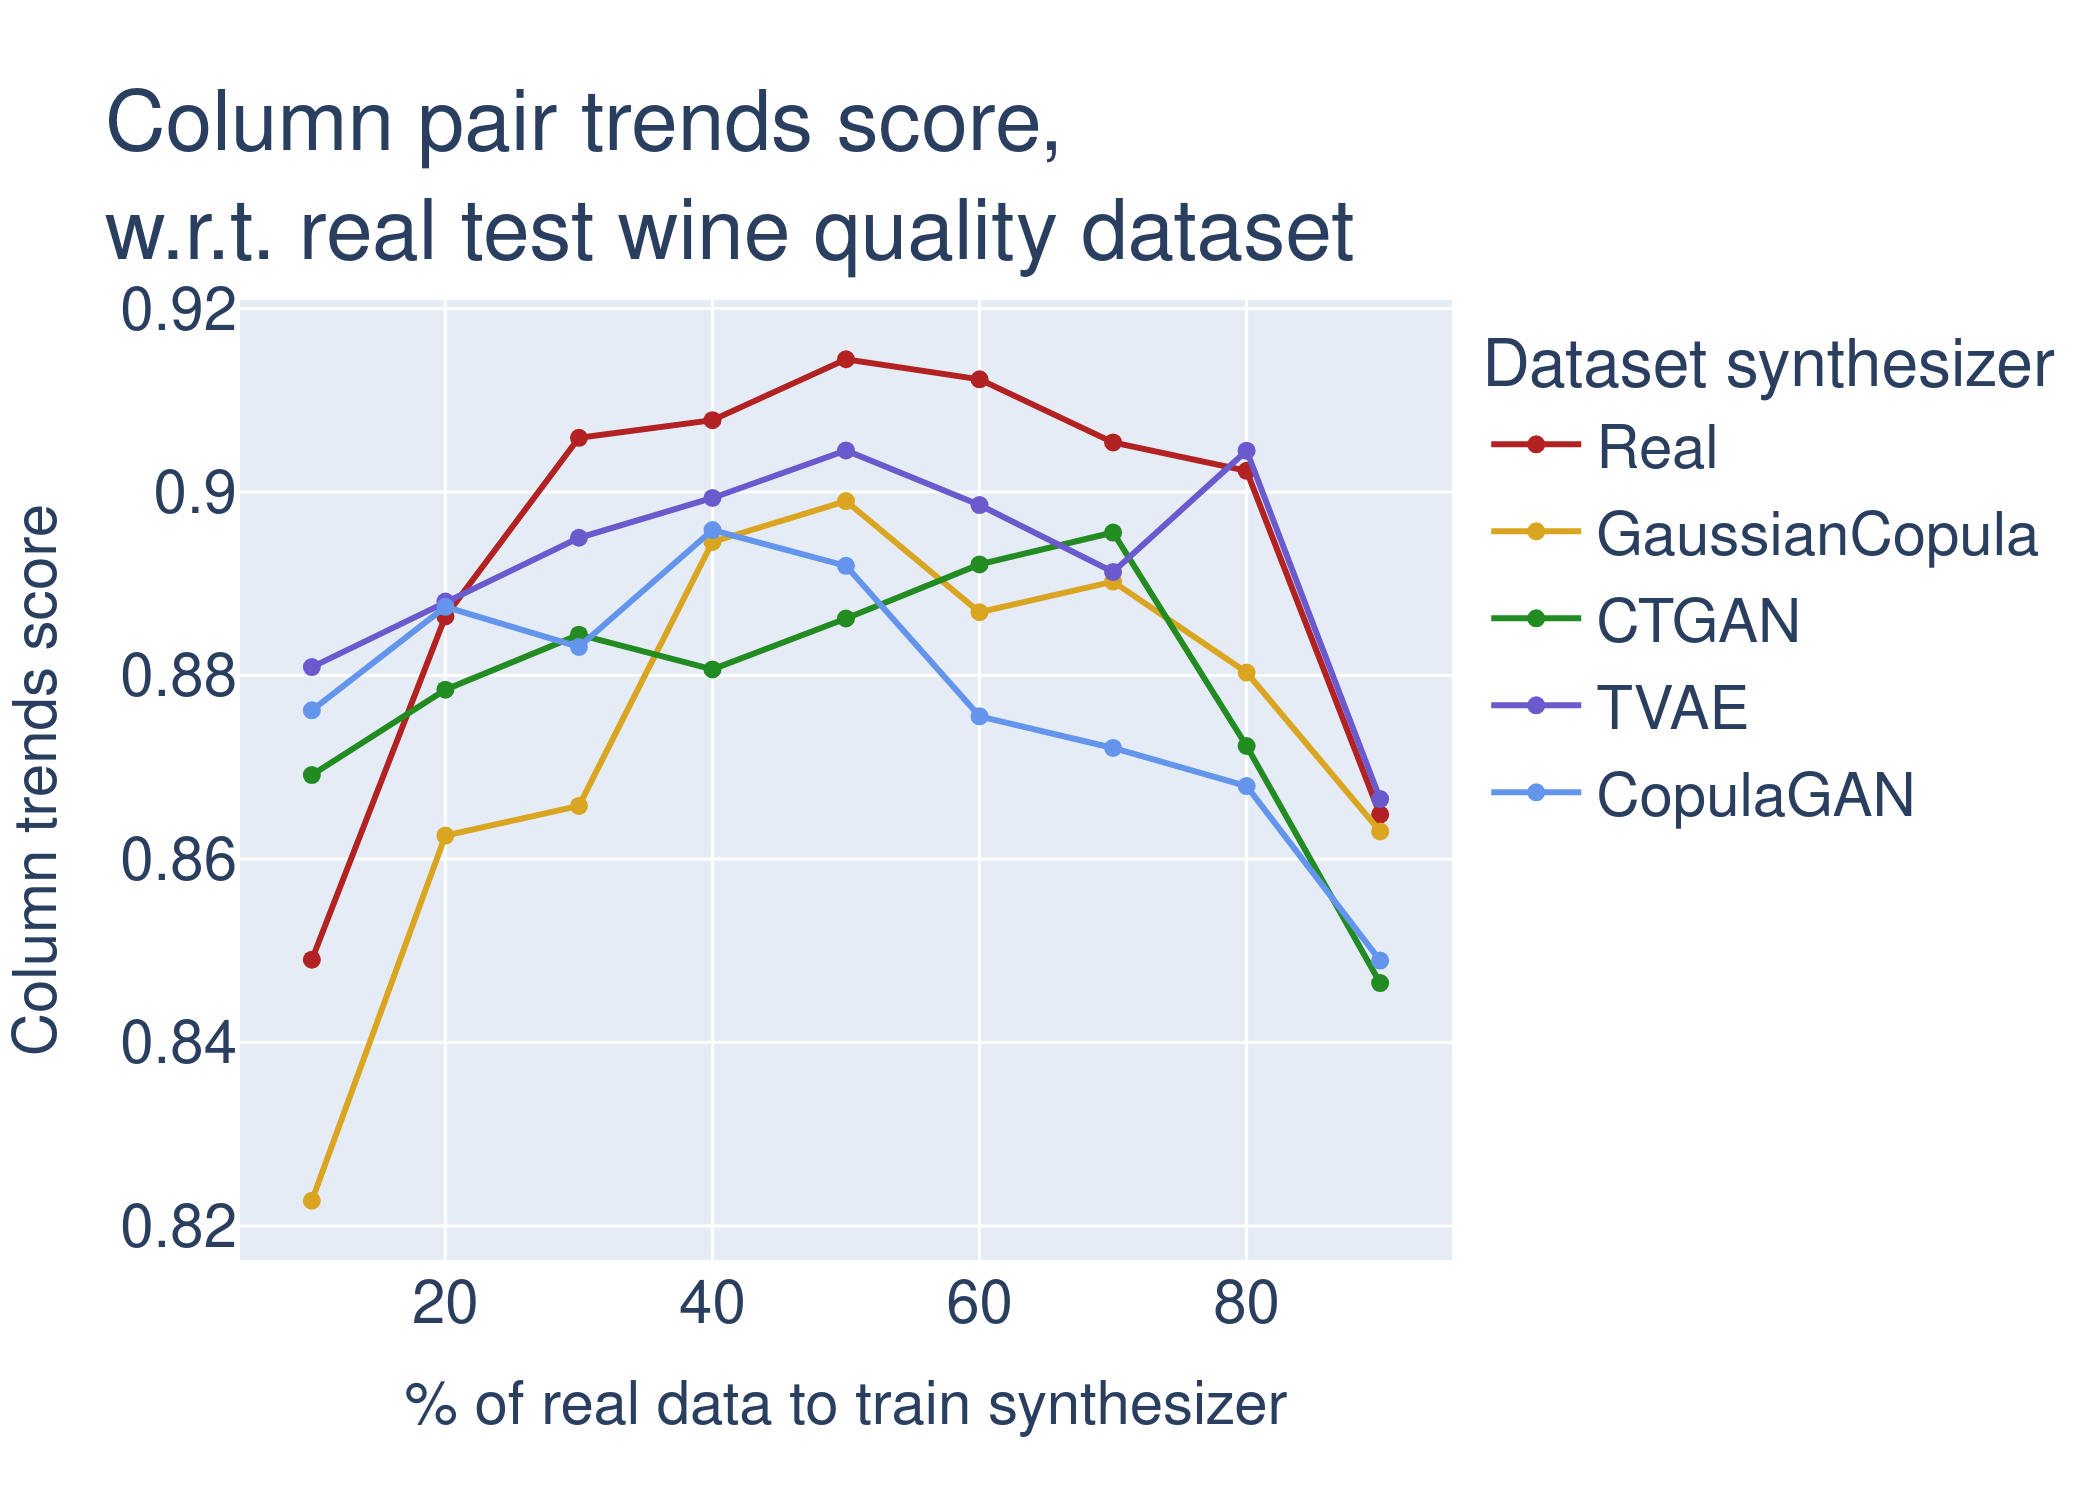 Column pair trends score,
w.r.t. real test wine quality dataset
Column trends score
0.92
0.9
0.88
0.86
0.84
0.82
20
40
60
80
% of real data to train synthesizer
Dataset synthesizer
Real
GaussianCopula
CTGAN
TVAE
CopulaGAN